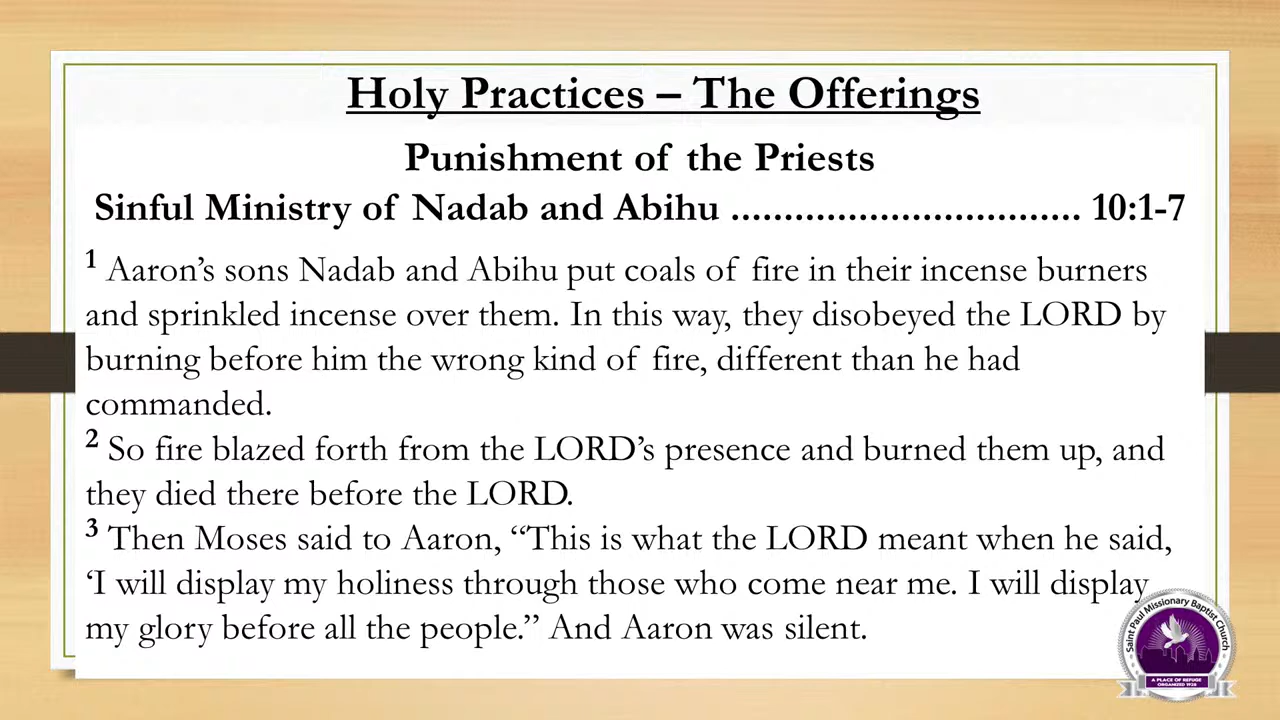 Holy Practices – The Offerings
Punishment of the Priests
Sinful Ministry of Nadab and Abihu ................................. 10:1-7
1 Aaron’s sons Nadab and Abihu put coals of fire in their incense burners
and sprinkled incense over them. In this way, they disobeyed the LORD by
burning before him the wrong kind of fire, different than he had
commanded.
2 So fire blazed forth from the LORD’s presence and burned them up, and
they died there before the LORD.
3 Then Moses said to Aaron, “This is what the LORD meant when he said,
‘I will display my holiness through those who come near me. I will display
my glory before all the people.” And Aaron was silent.
Saint Paul Missionary Baptist Church
A PLACE OF REFUGE
ORGANIZED 1928